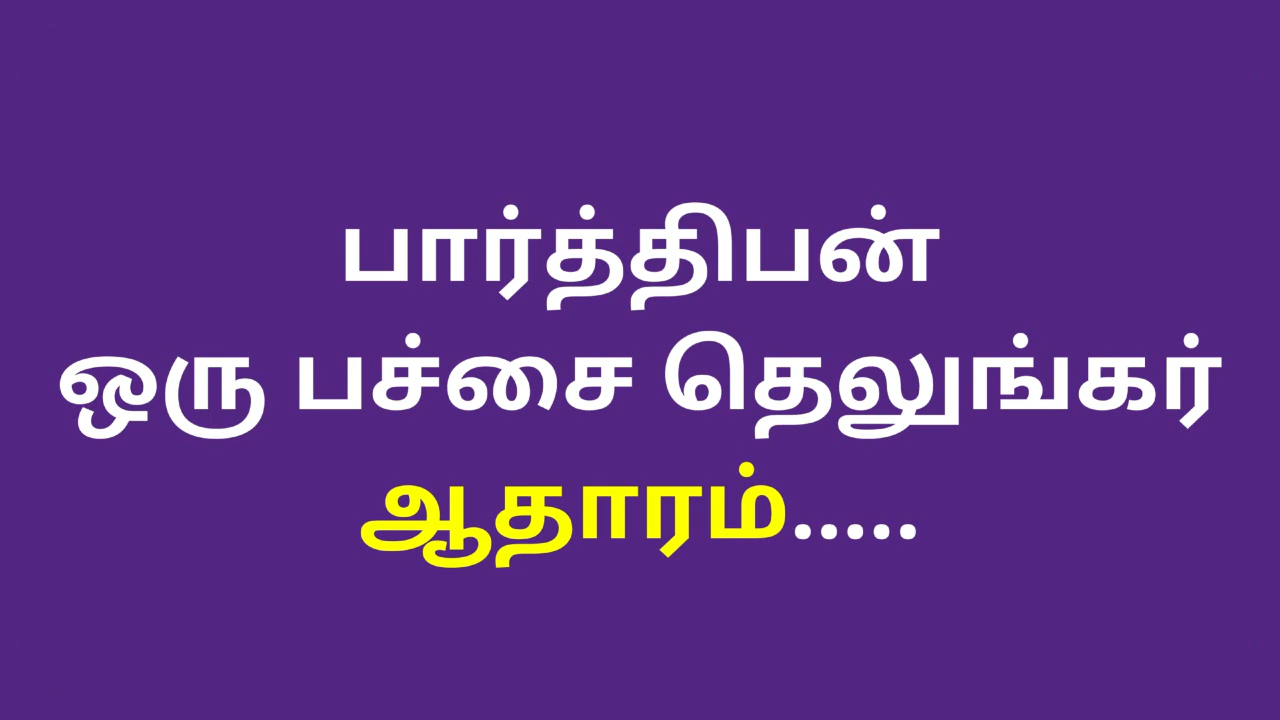 பார்த்திபன்
ஒரு பச்சை தெலுங்கர்
ஆதாரம்.....